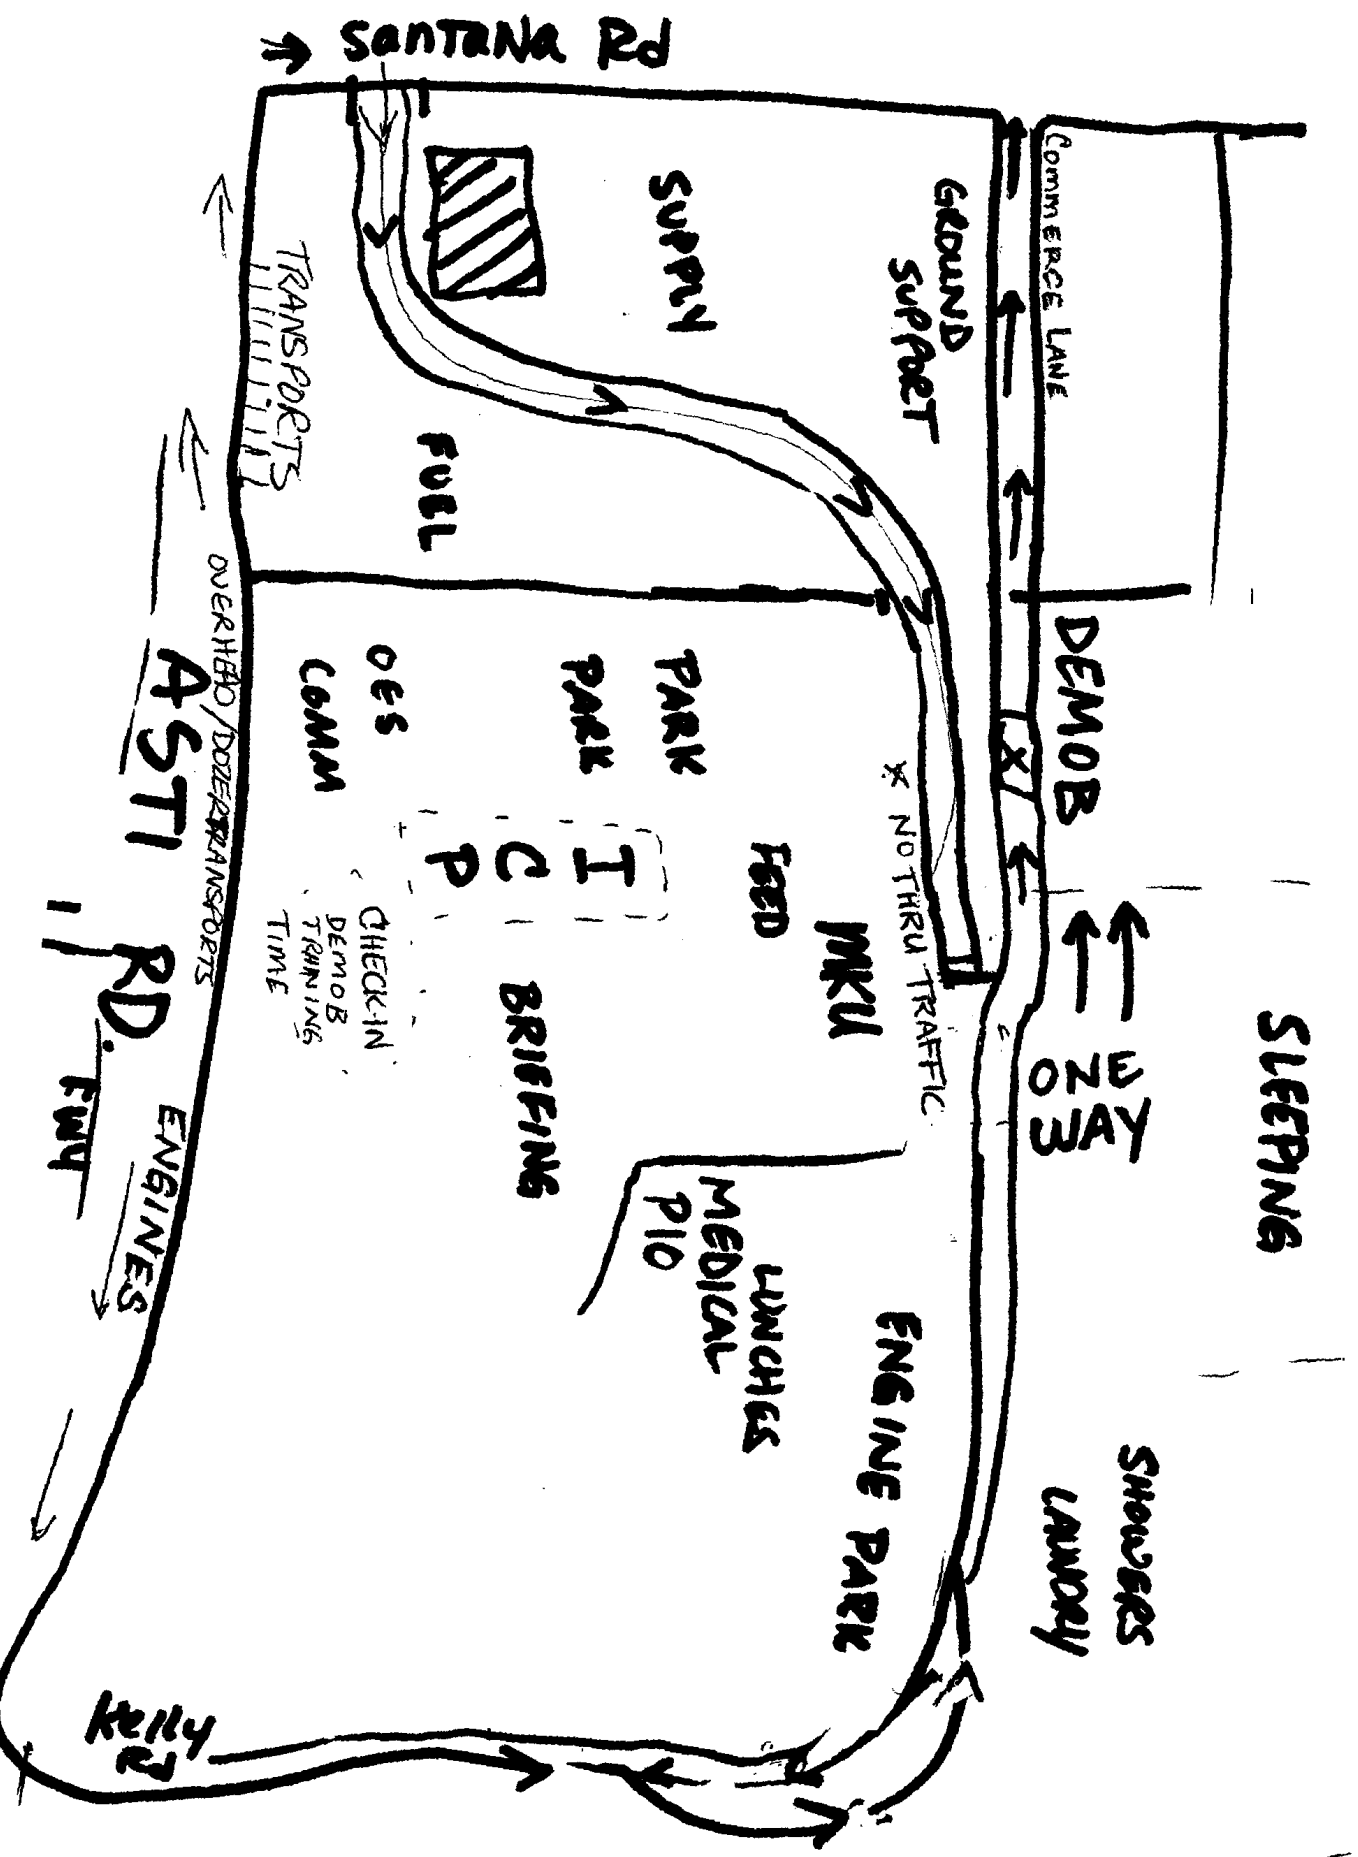 Santana Rd
COMMERCE LANE
GROUND
SUPPORT
SUPPLY
TRANSPORTS
FUEL
DEMOB
X
PARK
PARK
OES
COMM
OVERHEAD/DOZER TRANSPORTS
ASTI RD.
* NO THRU TRAFFIC
FEED
MKU
I
C
P
CHECK-IN
DEMOB
TRAINING
TIME
BRIEFING
ONE
WAY
SLEEPING
ENGINES
FWY
LUNCHES
MEDICAL
PIO
ENGINE PARK
SHOWERS
LAUNDRY
Kelly
Rd